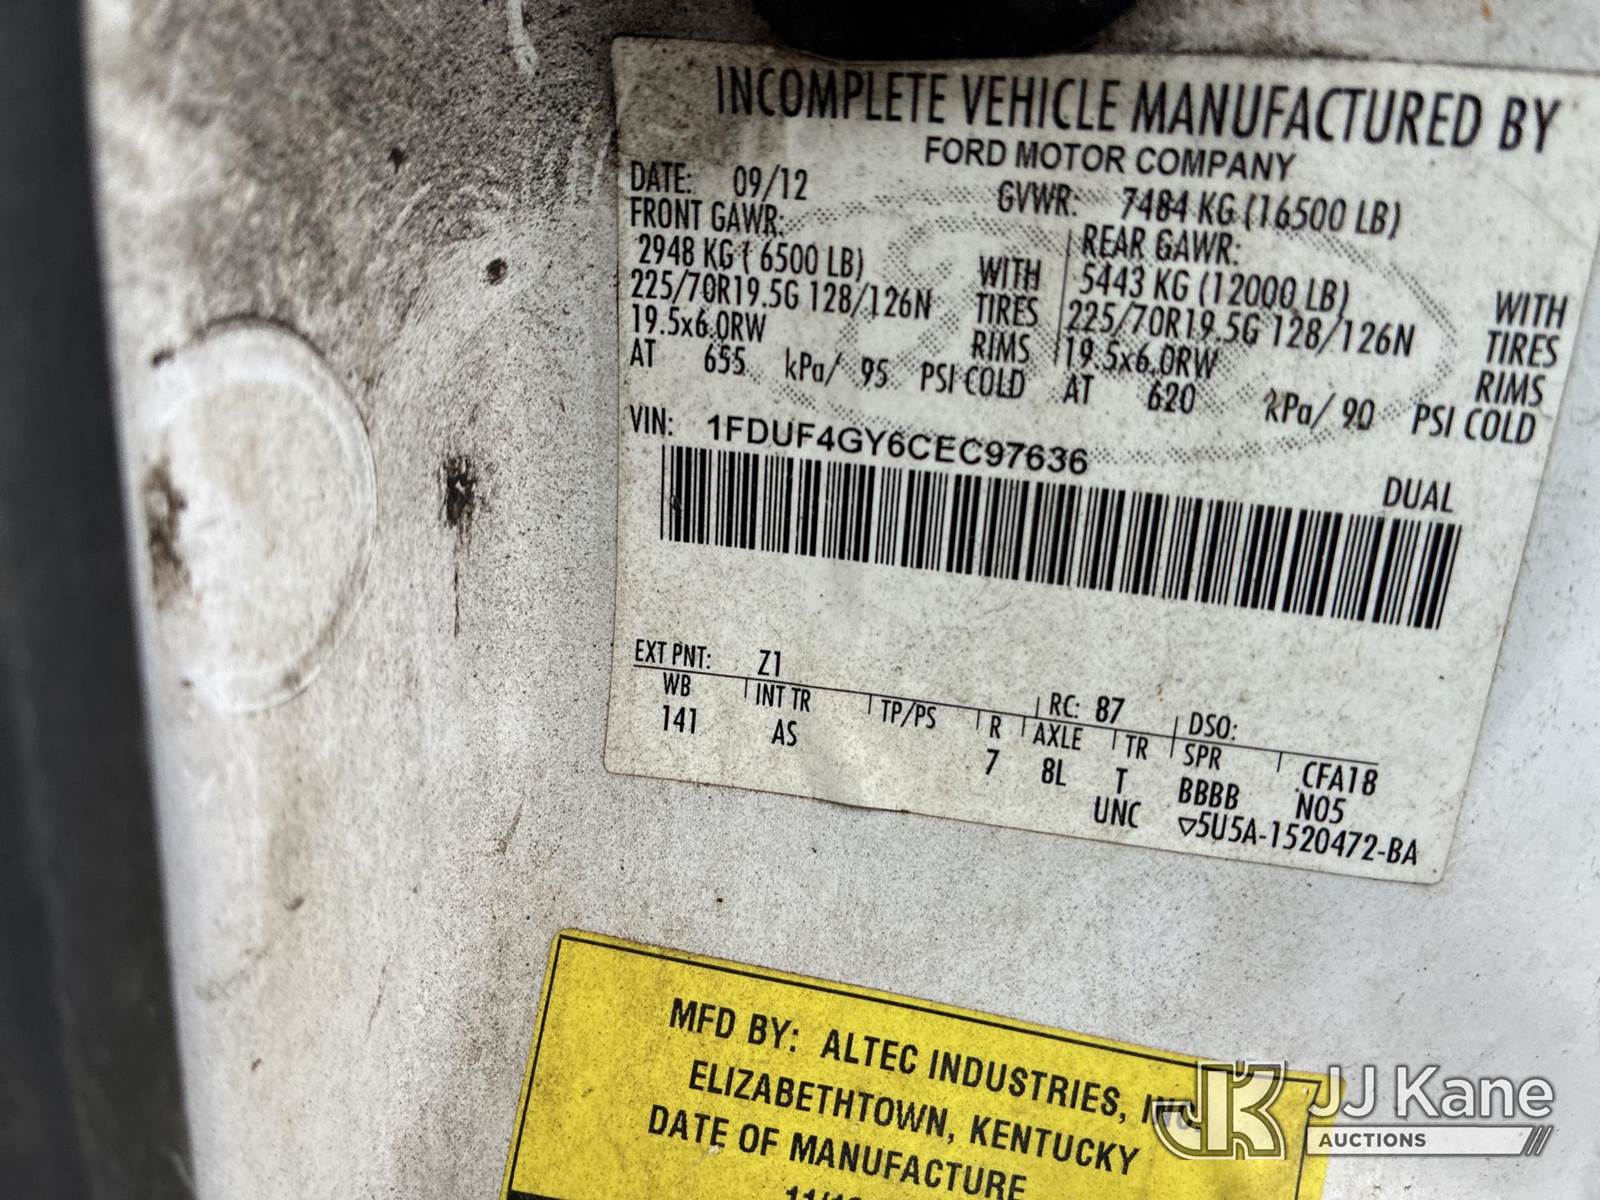 INCOMPLETE VEHICLE MANUFACTURED BY
FORD MOTOR COMPANY
DATE: 09/12 GVWR: 7484 KG (16500 LB)
FRONT GAWR: REAR GAWR:
2948 KG ( 6500 LB) WITH 5443 KG (12000 LB) WITH
225/70R19.5G 128/126N TIRES 225/70R19.5G 128/126N TIRES
19.5x6.0RW RIMS 19.5x6.0RW RIMS
AT 655 kPa/ 95 PSI COLD AT 620 kPa/ 90 PSI COLD
VIN: 1FDUF4GY6CEC97636
DUAL
EXT PNT: Z1 RC: 87 DSO:
WB INT TR TP/PS R AXLE TR SPR CFA18
141 AS 7 8L T BBBB N05
UNC ▽5U5A-1520472-BA
MFD BY: ALTEC INDUSTRIES, INC
ELIZABETHTOWN, KENTUCKY
DATE OF MANUFACTURE
JK JJ Kane
AUCTIONS